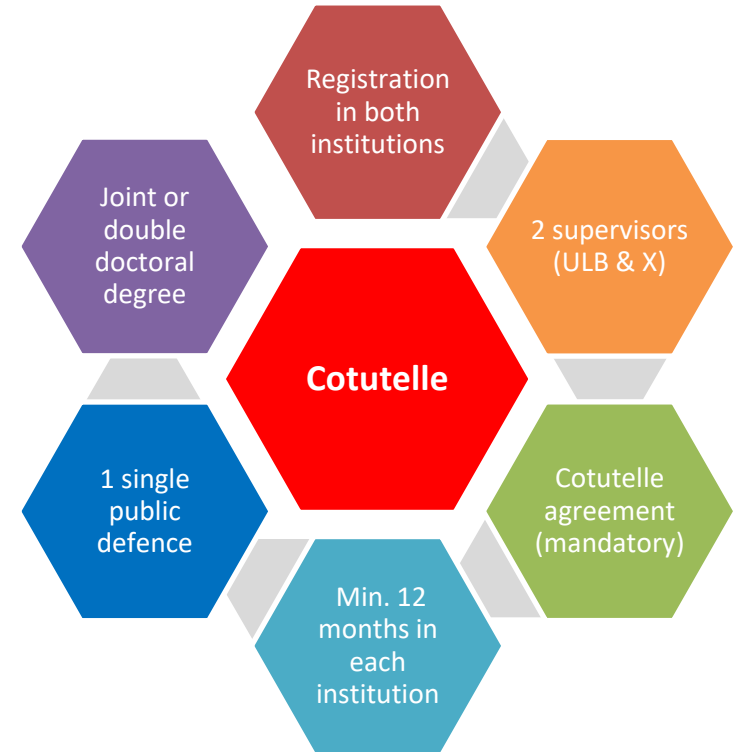 Registration
in both
institutions
2 supervisors
(ULB & X)
Cotutelle
agreement
(mandatory)
Min. 12
months in
each
institution
1 single
public
defence
Joint or
double
doctoral
degree
Cotutelle